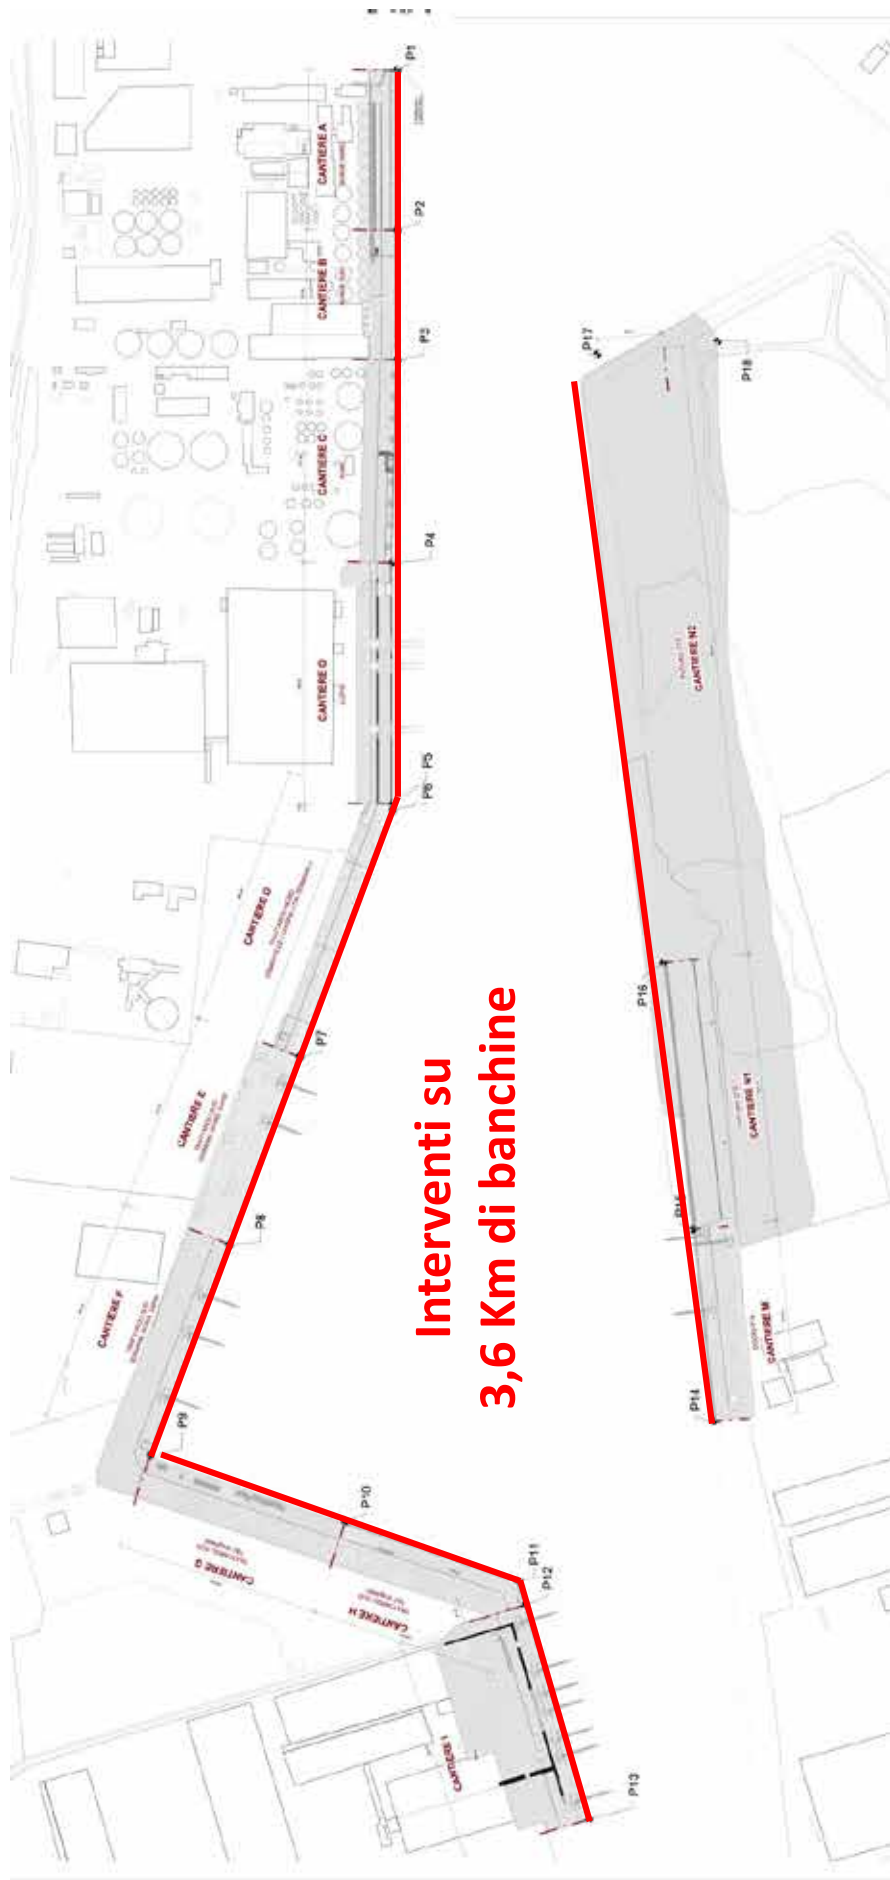 P1
CANTIERE A
P2
CANTIERE B
P3
CANTIERE C
P4
CANTIERE D
P5
P6
CANTIERE D
P7
CANTIERE E
P8
CANTIERE F
P9
CANTIERE G
P10
CANTIERE H
P11
P12
CANTIERE I
P13
Interventi su
3,6 Km di banchine
P17
P18
CANTIERE N2
P16
CANTIERE N1
P15
CANTIERE M
P14